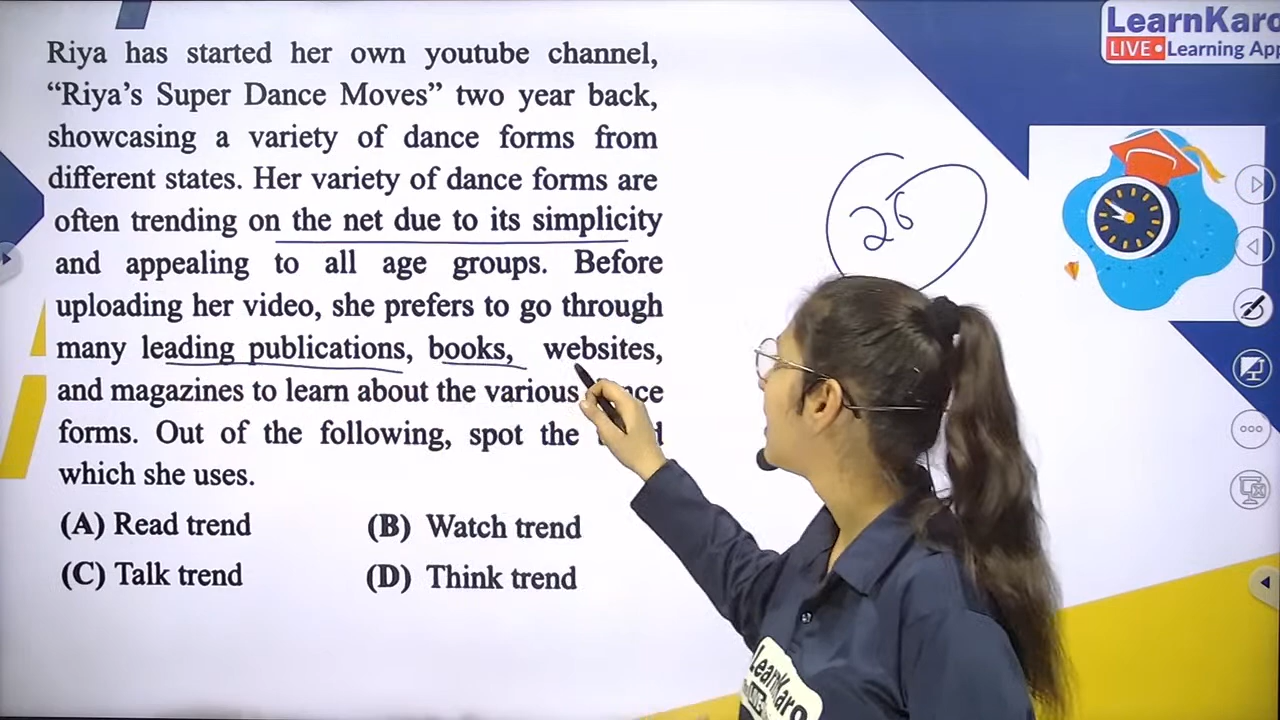 Riya has started her own youtube channel,
“Riya’s Super Dance Moves” two year back,
showcasing a variety of dance forms from
different states. Her variety of dance forms are
often trending on the net due to its simplicity
and appealing to all age groups. Before
uploading her video, she prefers to go through
many leading publications, books, websites,
and magazines to learn about the various
forms. Out of the following, spot the
which she uses.
(A) Read trend
(B) Watch trend
(C) Talk trend
(D) Think trend
26
LearnKaro
LIVE • Learning App
LearnKaro